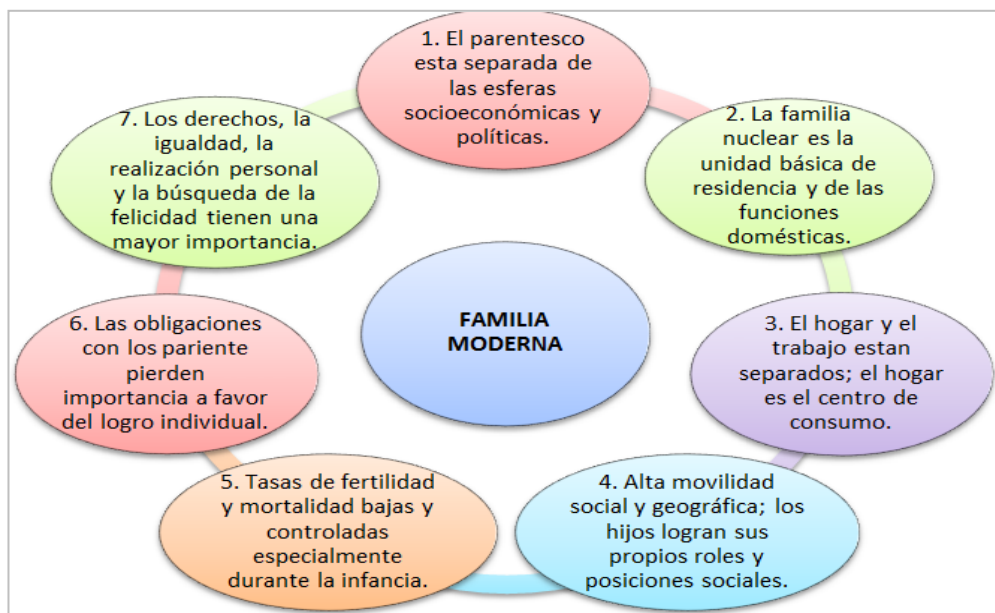 1. El parentesco
esta separada de
las esferas
socioeconómicas y
políticas.
2. La familia
nuclear es la
unidad básica de
residencia y de las
funciones
domésticas.
3. El hogar y el
trabajo estan
separados; el hogar
es el centro de
consumo.
4. Alta movilidad
social y geográfica; los
hijos logran sus
propios roles y
posiciones sociales.
5. Tasas de fertilidad
y mortalidad bajas y
controladas
especialmente
durante la infancia.
6. Las obligaciones
con los pariente
pierden
importancia a favor
del logro individual.
7. Los derechos, la
igualdad, la
realización personal
y la búsqueda de la
felicidad tienen una
mayor importancia.
FAMILIA
MODERNA